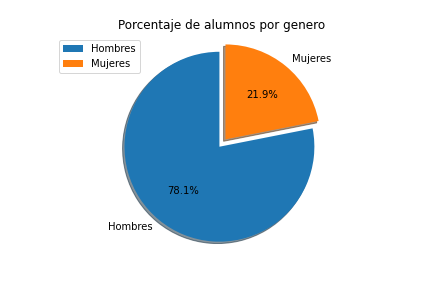 Porcentaje de alumnos por genero
Hombres
Mujeres
Mujeres
21.9%
78.1%
Hombres